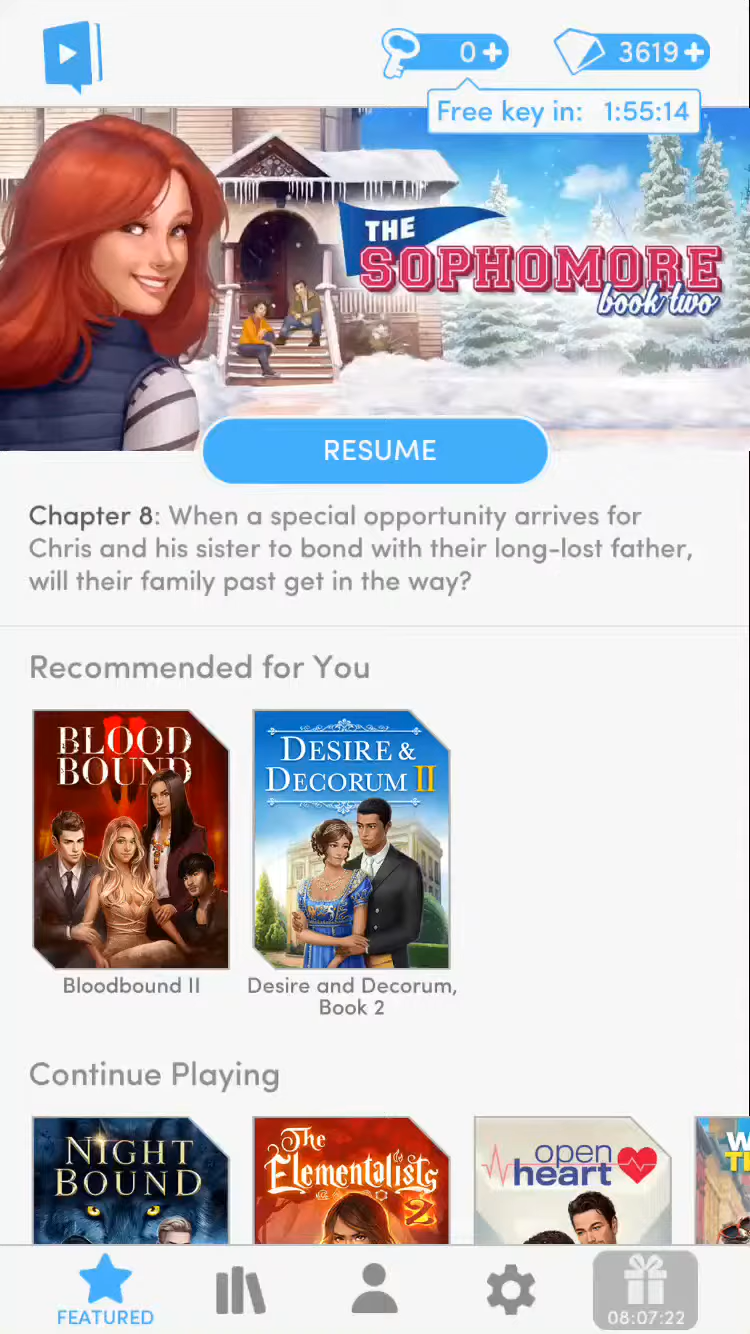 0+
3619+
Free key in: 1:55:14
THE
SOPHOMORE
book two
RESUME
Chapter 8: When a special opportunity arrives for
Chris and his sister to bond with their long-lost father,
will their family past get in the way?
Recommended for You
BLOOD
BOUND
II
DESIRE &
DECORUM II
Bloodbound II
Desire and Decorum,
Book 2
Continue Playing
NIGHT
BOUND
The
Elementalists
2
open
heart
FEATURED
08:07:22